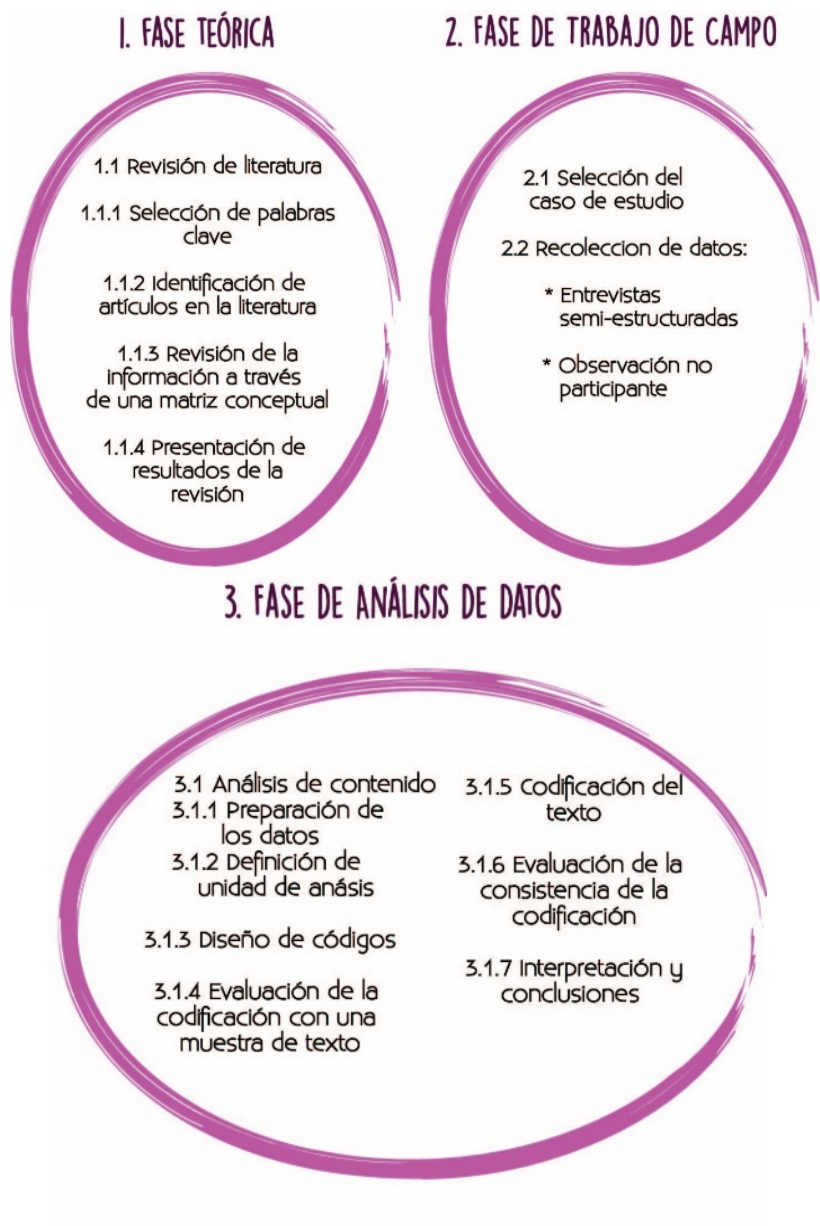 1. FASE TEÓRICA
1.1 Revisión de literatura
1.1.1 Selección de palabras
clave
1.1.2 Identificación de
artículos en la literatura
1.1.3 Revisión de la
información a través
de una matriz conceptual
1.1.4 Presentación de
resultados de la
revisión
2. FASE DE TRABAJO DE CAMPO
2.1 Selección del
caso de estudio
2.2 Recoleccion de datos:
* Entrevistas
semi-estructuradas
* Observación no
participante
3. FASE DE ANÁLISIS DE DATOS
3.1 Análisis de contenido
3.1.1 Preparación de
los datos
3.1.2 Definición de
unidad de anásis
3.1.3 Diseño de códigos
3.1.4 Evaluación de la
codificación con una
muestra de texto
3.1.5 Codificación del
texto
3.1.6 Evaluación de la
consistencia de la
codificación
3.1.7 Interpretación y
conclusiones